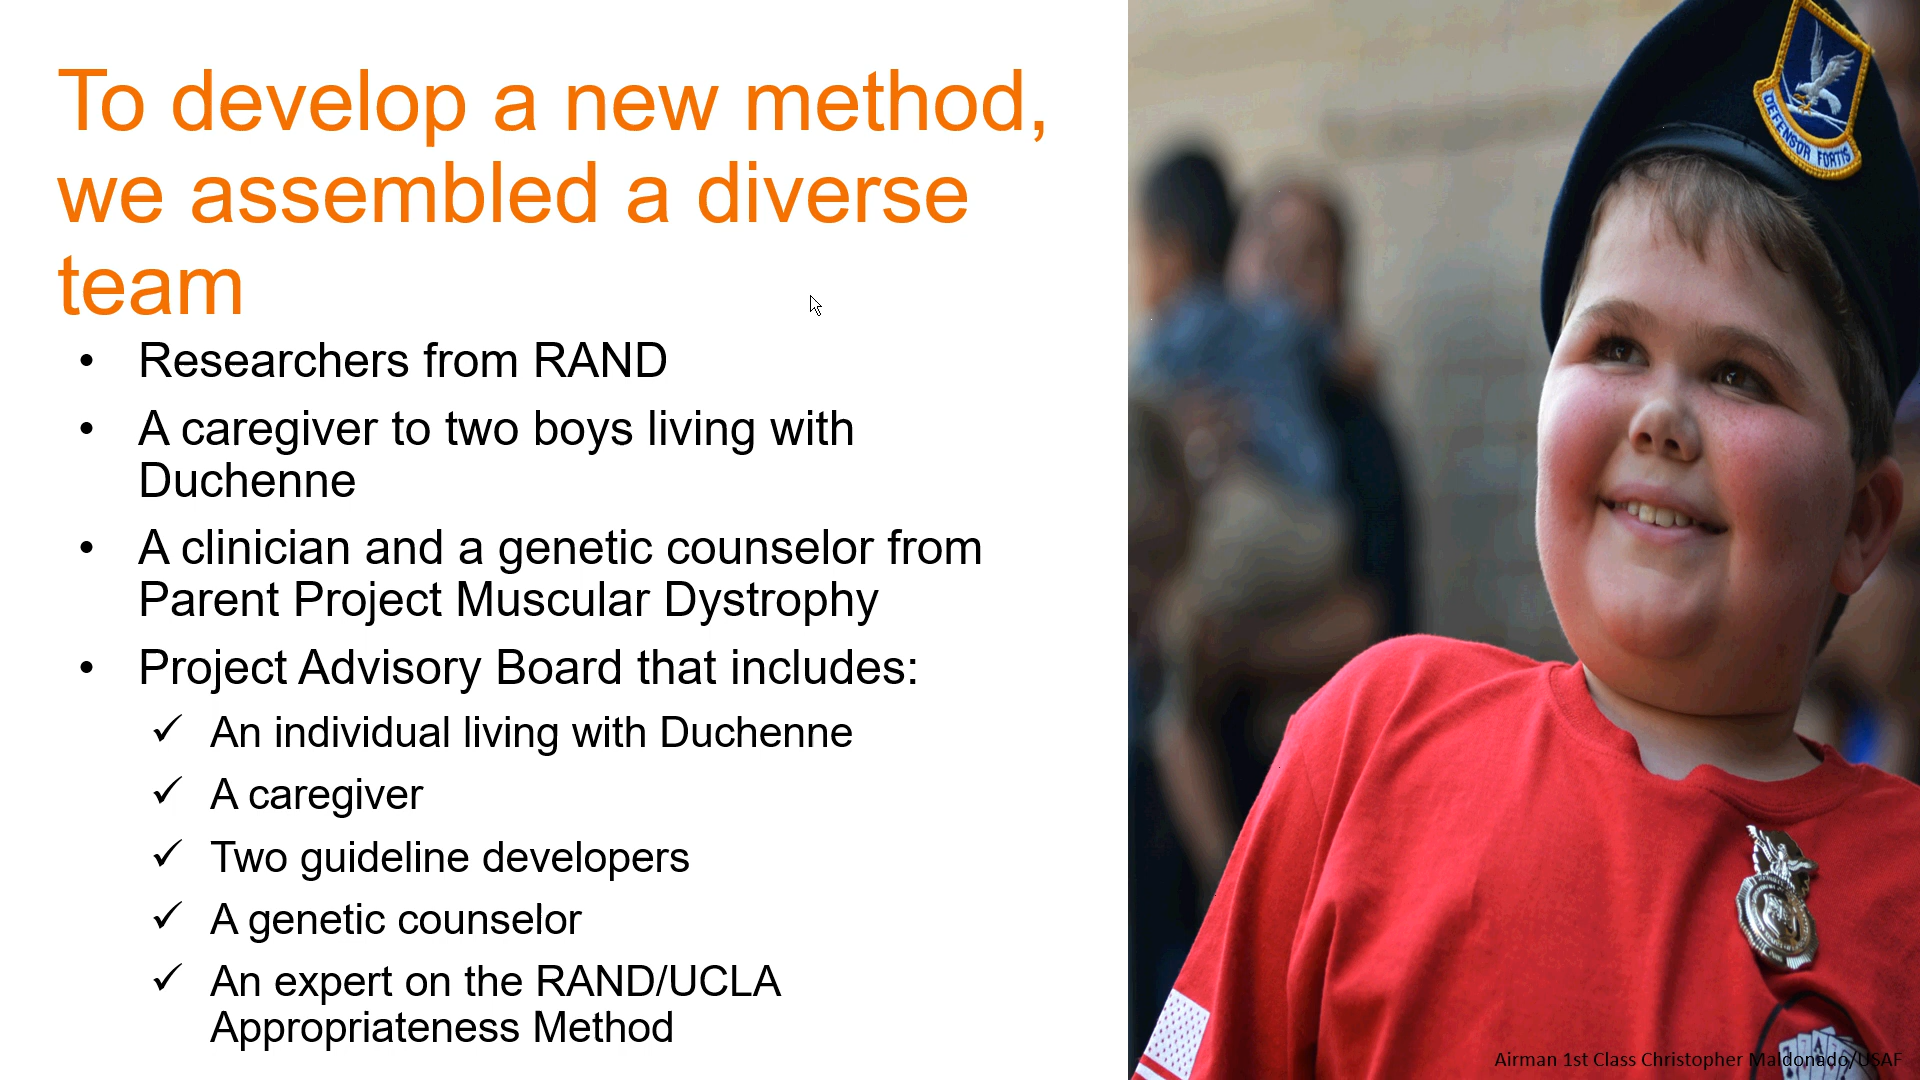 To develop a new method,
we assembled a diverse
team
• Researchers from RAND
• A caregiver to two boys living with
Duchenne
• A clinician and a genetic counselor from
Parent Project Muscular Dystrophy
• Project Advisory Board that includes:
✓ An individual living with Duchenne
✓ A caregiver
✓ Two guideline developers
✓ A genetic counselor
✓ An expert on the RAND/UCLA
Appropriateness Method
DEFENSOR FORTIS
Airman 1st Class Christopher Maldonado/USAF